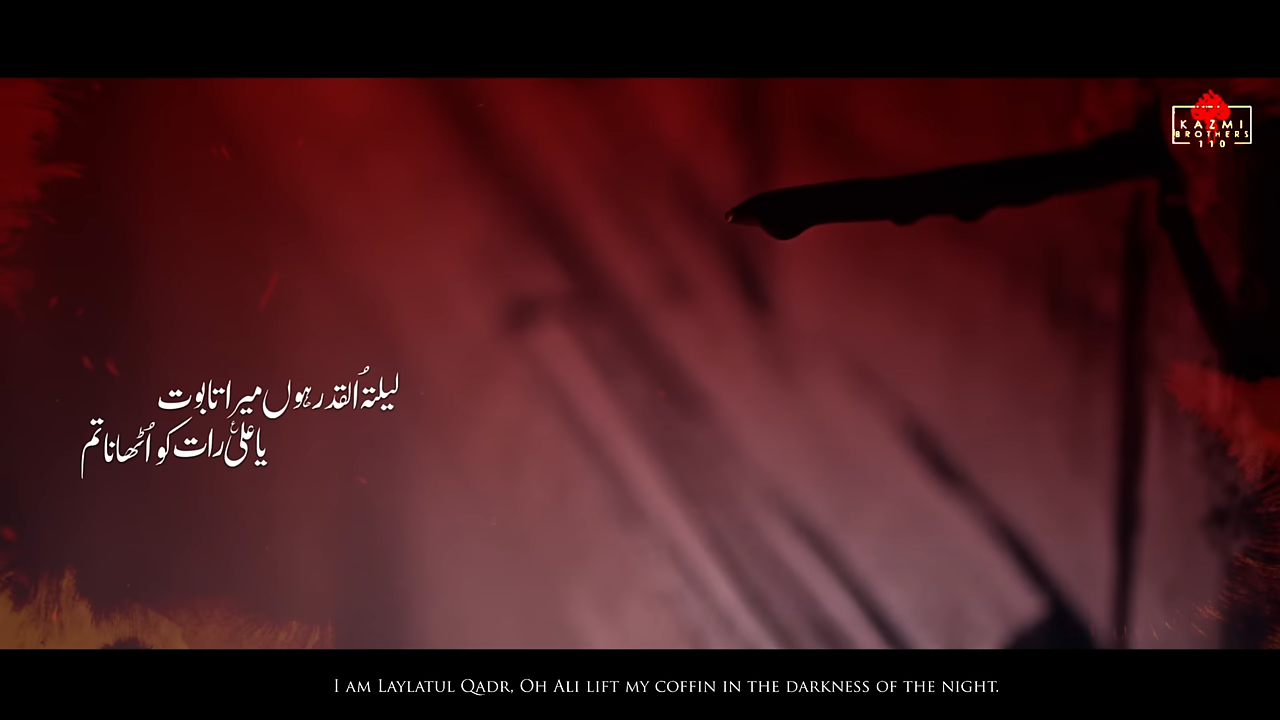 KAZMI
BROTHERS
110
لیلتہُ القدر ہوں میرا تابوت
یا علیؑ رات کو اُٹھانا تم
I AM LAYLATUL QADR, OH ALI LIFT MY COFFIN IN THE DARKNESS OF THE NIGHT.